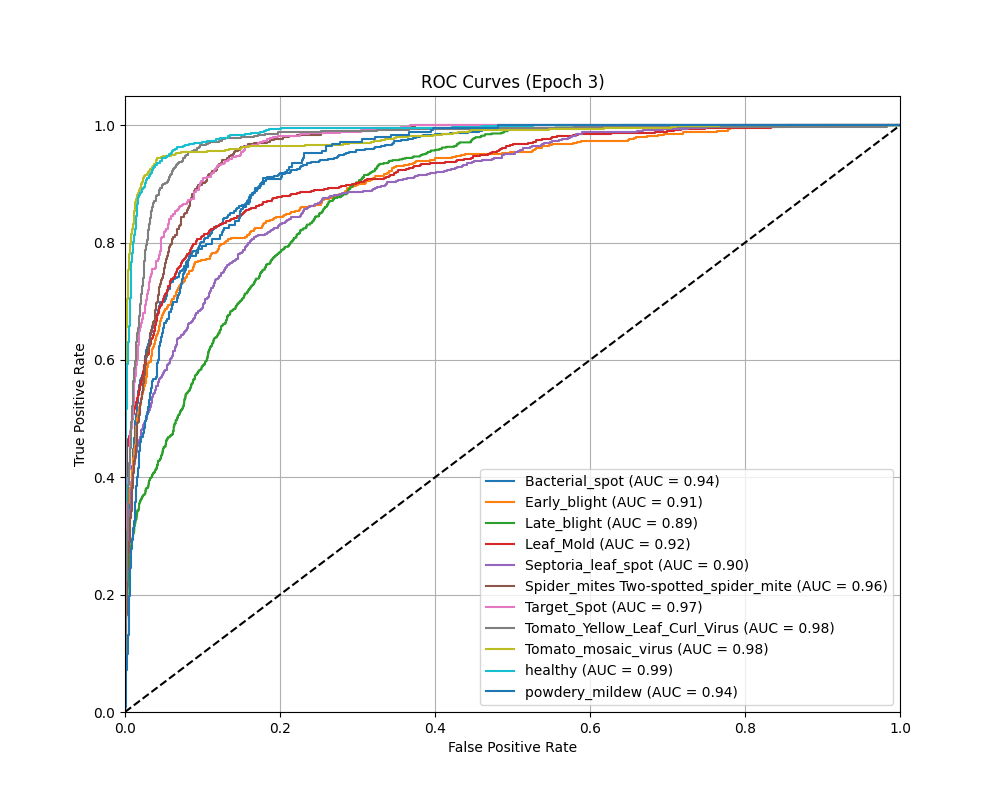 ROC Curves (Epoch 3)
True Positive Rate
1.0
0.8
0.6
0.4
0.2
0.0
Bacterial_spot (AUC = 0.94)
Early_blight (AUC = 0.91)
Late_blight (AUC = 0.89)
Leaf_Mold (AUC = 0.92)
Septoria_leaf_spot (AUC = 0.90)
Spider_mites Two-spotted_spider_mite (AUC = 0.96)
Target_Spot (AUC = 0.97)
Tomato_Yellow_Leaf_Curl_Virus (AUC = 0.98)
Tomato_mosaic_virus (AUC = 0.98)
healthy (AUC = 0.99)
powdery_mildew (AUC = 0.94)
0.0 0.2 0.4 0.6 0.8 1.0
False Positive Rate